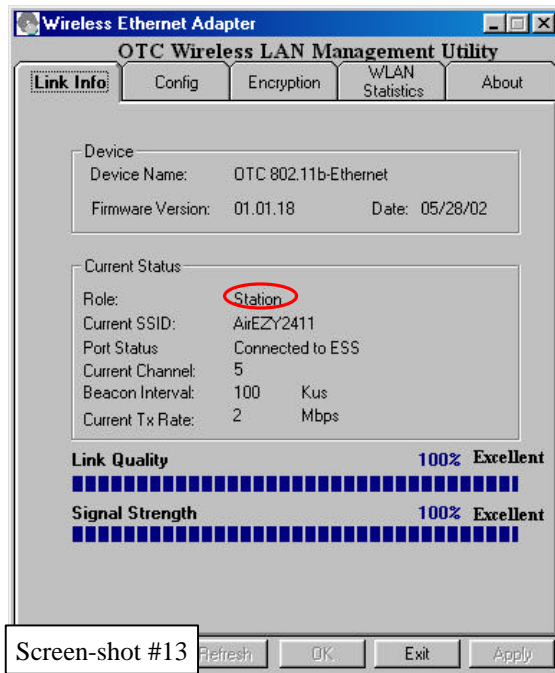 Wireless Ethernet Adapter
OTC Wireless LAN Management Utility
Link Info Config Encryption WLAN Statistics About
Device
Device Name: OTC 802.11b-Ethernet
Firmware Version: 01.01.18 Date: 05/28/02
Current Status
Role: Station
Current SSID: AirEZY2411
Port Status Connected to ESS
Current Channel: 5
Beacon Interval: 100 Kus
Current Tx Rate: 2 Mbps
Link Quality 100% Excellent
Signal Strength 100% Excellent
Screen-shot #13 Refresh OK Exit Apply